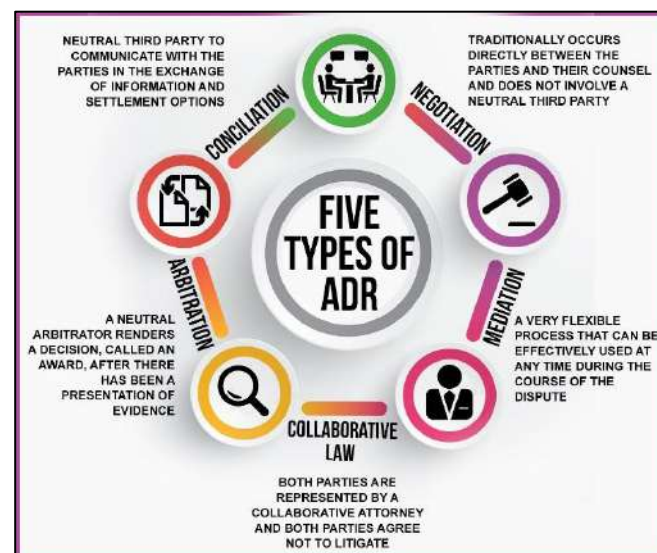 NEUTRAL THIRD PARTY TO
COMMUNICATE WITH THE
PARTIES IN THE EXCHANGE
OF INFORMATION AND
SETTLEMENT OPTIONS
TRADITIONALLY OCCURS
DIRECTLY BETWEEN THE
PARTIES AND THEIR COUNSEL
AND DOES NOT INVOLVE A
NEUTRAL THIRD PARTY
CONCILIATION
NEGOTIATION
FIVE
TYPES OF
ADR
ARBITRATION
MEDIATION
A NEUTRAL
ARBITRATOR RENDERS
A DECISION, CALLED AN
AWARD, AFTER THERE
HAS BEEN A
PRESENTATION OF
EVIDENCE
A VERY FLEXIBLE
PROCESS THAT CAN BE
EFFECTIVELY USED AT
ANY TIME DURING THE
COURSE OF THE
DISPUTE
COLLABORATIVE
LAW
BOTH PARTIES ARE
REPRESENTED BY A
COLLABORATIVE ATTORNEY
AND BOTH PARTIES AGREE
NOT TO LITIGATE